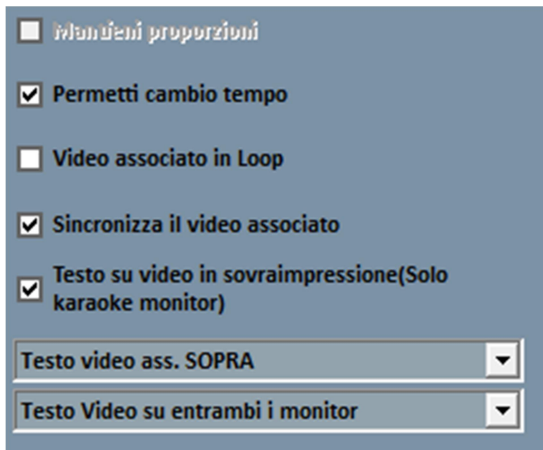 Mantieni proporzioni
Permetti cambio tempo
Video associato in Loop
Sincronizza il video associato
Testo su video in sovraimpressione(Solo
karaoke monitor)
Testo video ass. SOPRA
Testo Video su entrambi i monitor